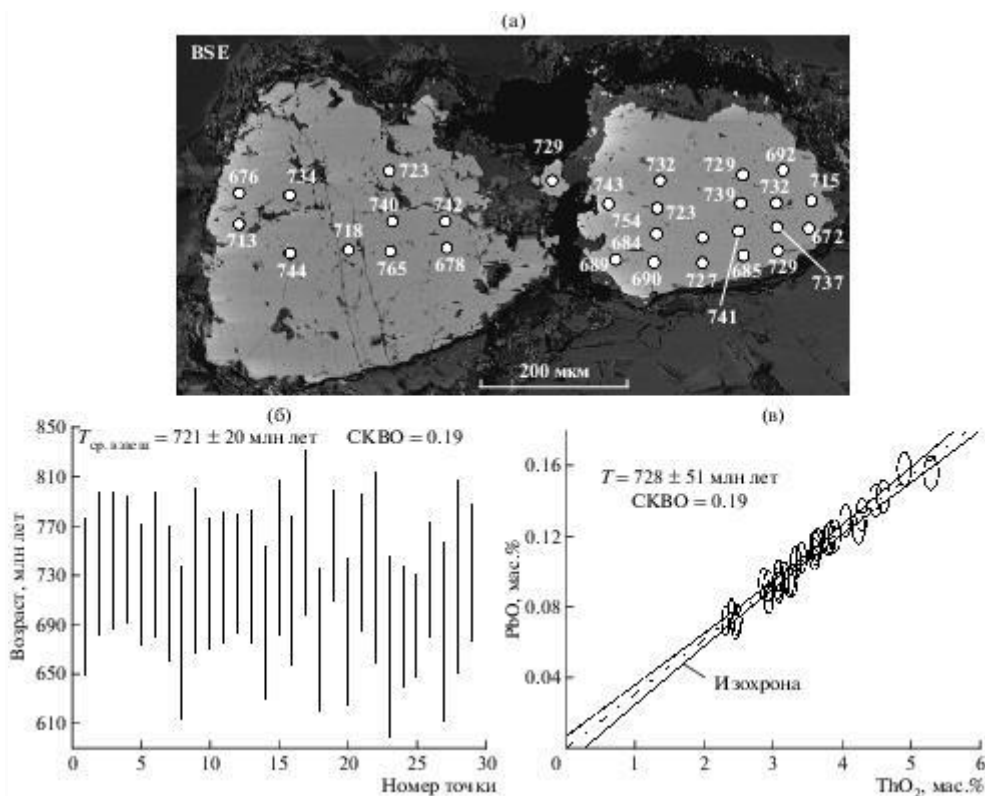 (а)
BSE
729
723
732
729
692
676
734
743
739
732
715
740
742
754
723
713
718
684
672
744
765
678
689
690
727
685
729
737
741
200 мкм
(б)
850
810
770
730
690
650
610
Возраст, млн лет
Tср. взвеш = 721 ± 20 млн лет СКВО = 0.19
0 5 10 15 20 25 30
Номер точки
(в)
0.16
0.12
0.08
0.04
PbO, мас.%
T = 728 ± 51 млн лет
СКВО = 0.19
Изохрона
0 1 2 3 4 5 6
ThO₂, мас.%